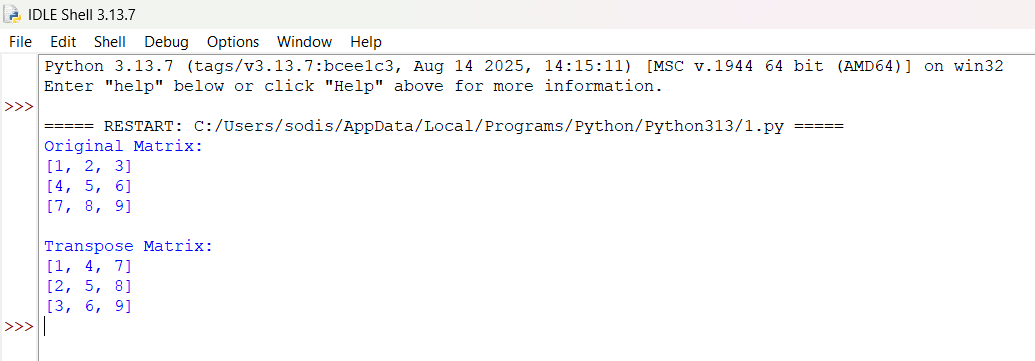 IDLE Shell 3.13.7
File Edit Shell Debug Options Window Help
Python 3.13.7 (tags/v3.13.7:bcee1c3, Aug 14 2025, 14:15:11) [MSC v.1944 64 bit (AMD64)] on win32
Enter "help" below or click "Help" above for more information.
>>>
===== RESTART: C:/Users/sodis/AppData/Local/Programs/Python/Python313/1.py =====
Original Matrix:
[1, 2, 3]
[4, 5, 6]
[7, 8, 9]
Transpose Matrix:
[1, 4, 7]
[2, 5, 8]
[3, 6, 9]
>>>